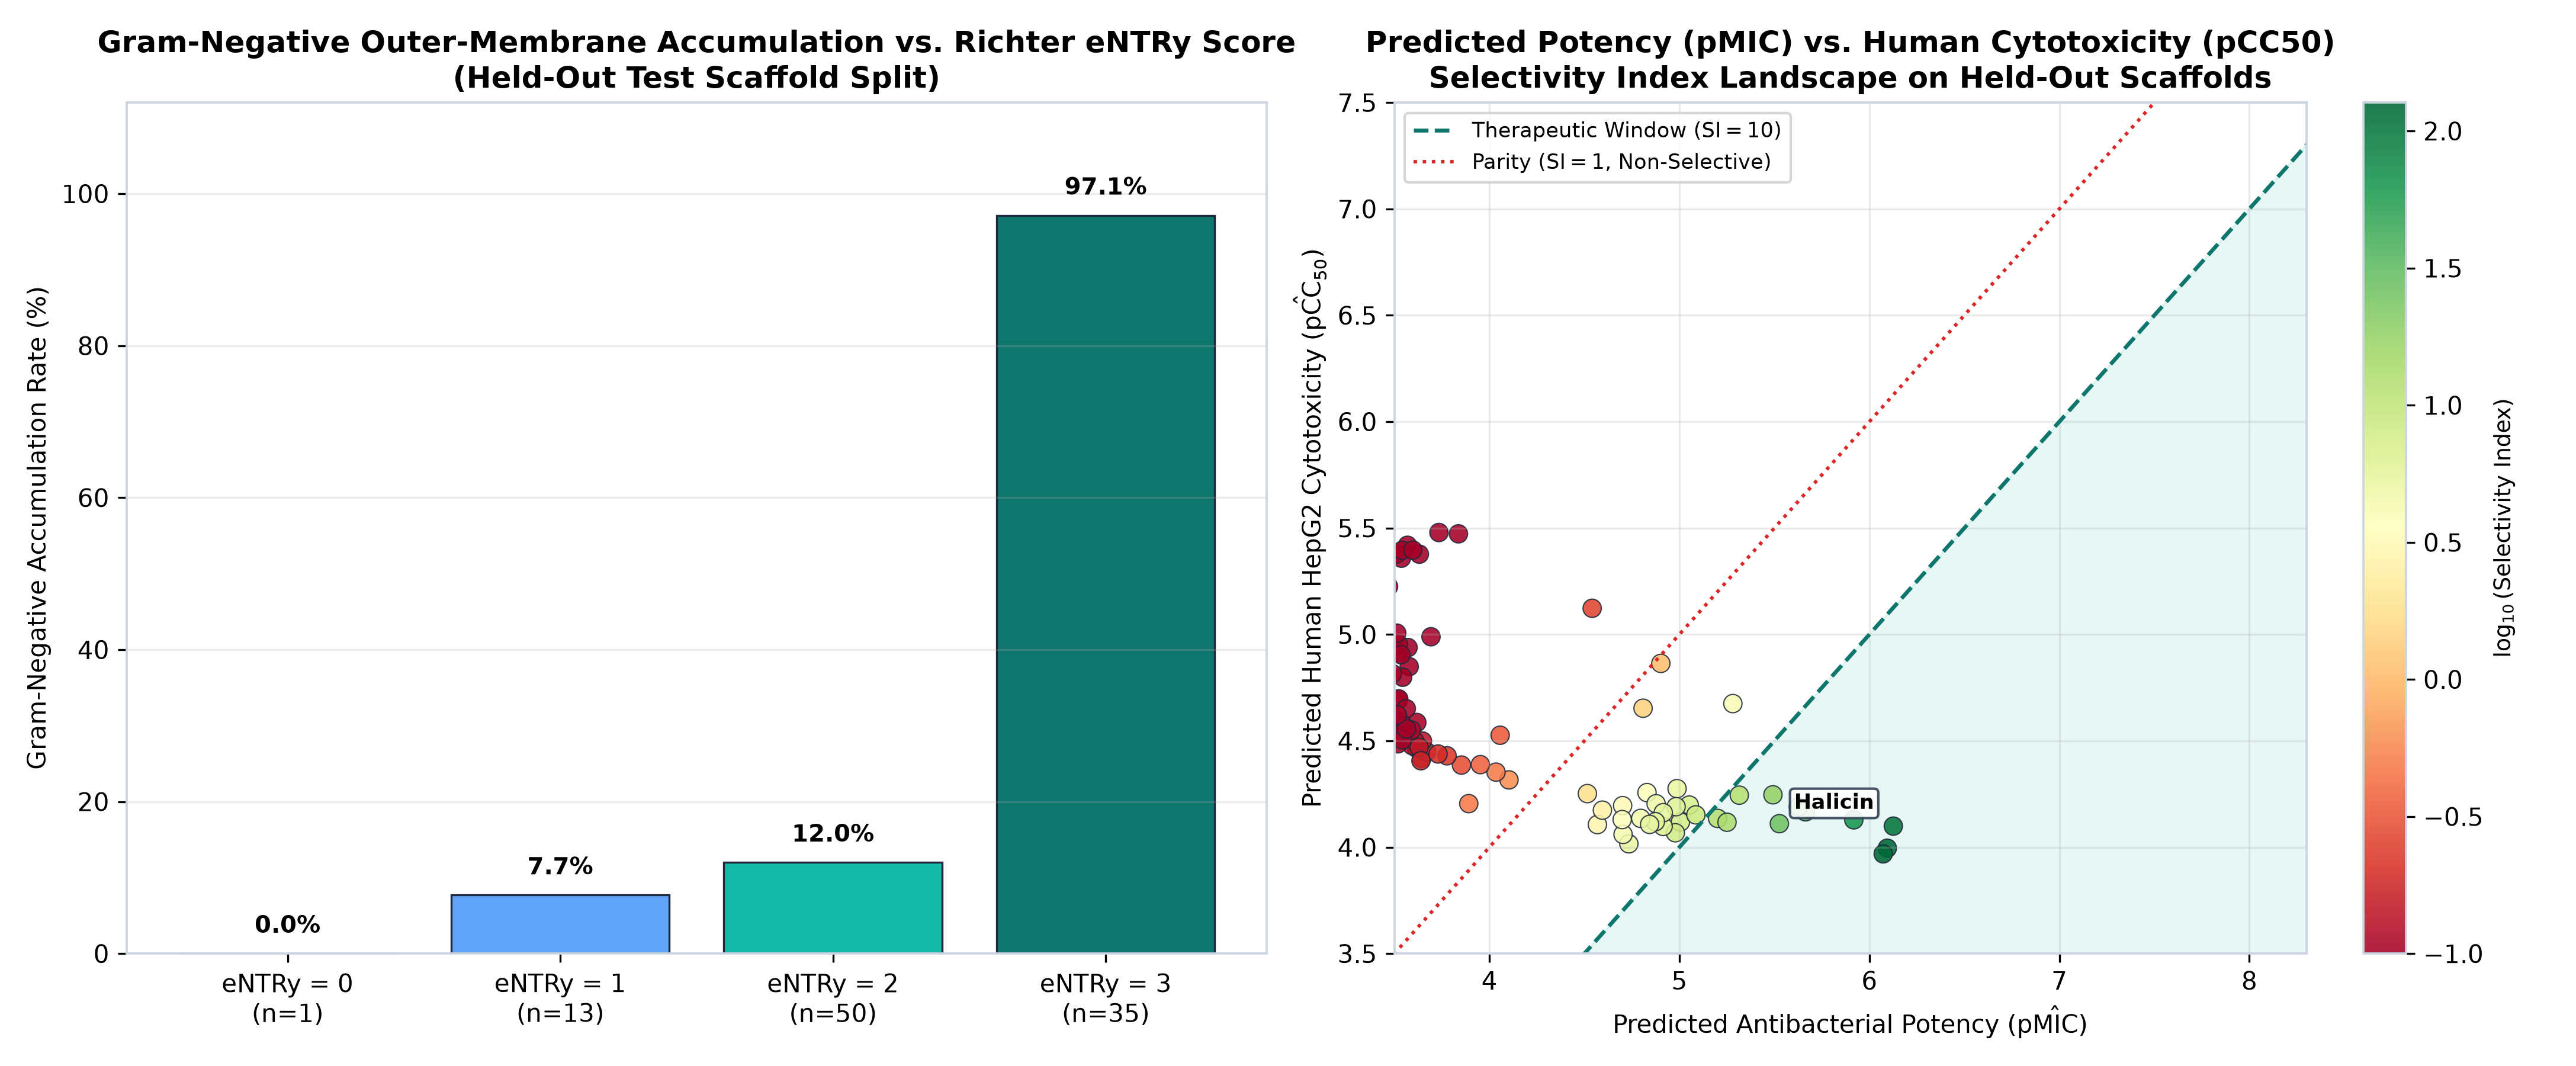 Gram-Negative Outer-Membrane Accumulation vs. Richter eNTRy Score
(Held-Out Test Scaffold Split)
Gram-Negative Accumulation Rate (%)
100
80
60
40
20
0
0.0%
7.7%
12.0%
97.1%
eNTRy = 0
(n=1)
eNTRy = 1
(n=13)
eNTRy = 2
(n=50)
eNTRy = 3
(n=35)
Predicted Potency (pMIC) vs. Human Cytotoxicity (pCC50)
Selectivity Index Landscape on Held-Out Scaffolds
Predicted Human HepG2 Cytotoxicity (pĈC₅₀)
7.5
7.0
6.5
6.0
5.5
5.0
4.5
4.0
3.5
Therapeutic Window (SI = 10)
Parity (SI = 1, Non-Selective)
Halicin
4
5
6
7
8
Predicted Antibacterial Potency (pMÎC)
2.0
1.5
1.0
0.5
0.0
−0.5
−1.0
log₁₀(Selectivity Index)